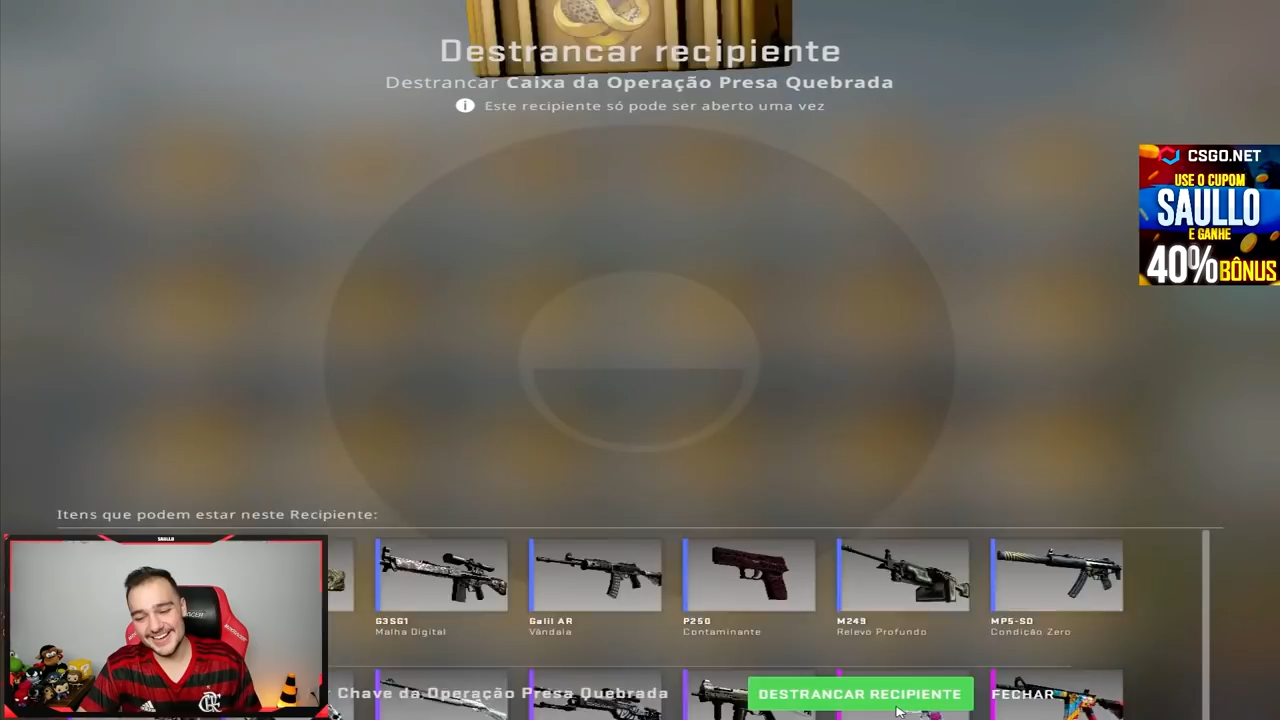 Destrancar recipiente
Destrancar Caixa da Operação Presa Quebrada
Este recipiente só pode ser aberto uma vez
CSGO.NET
USE O CUPOM
SAULLO
E GANHE
40% BÔNUS
Itens que podem estar neste Recipiente:
SAULLO
G3SG1
Malha Digital
Galil AR
Vândala
P250
Contaminante
M249
Relevo Profundo
MP5-SD
Condição Zero
Chave da Operação Presa Quebrada
DESTRANCAR RECIPIENTE
FECHAR